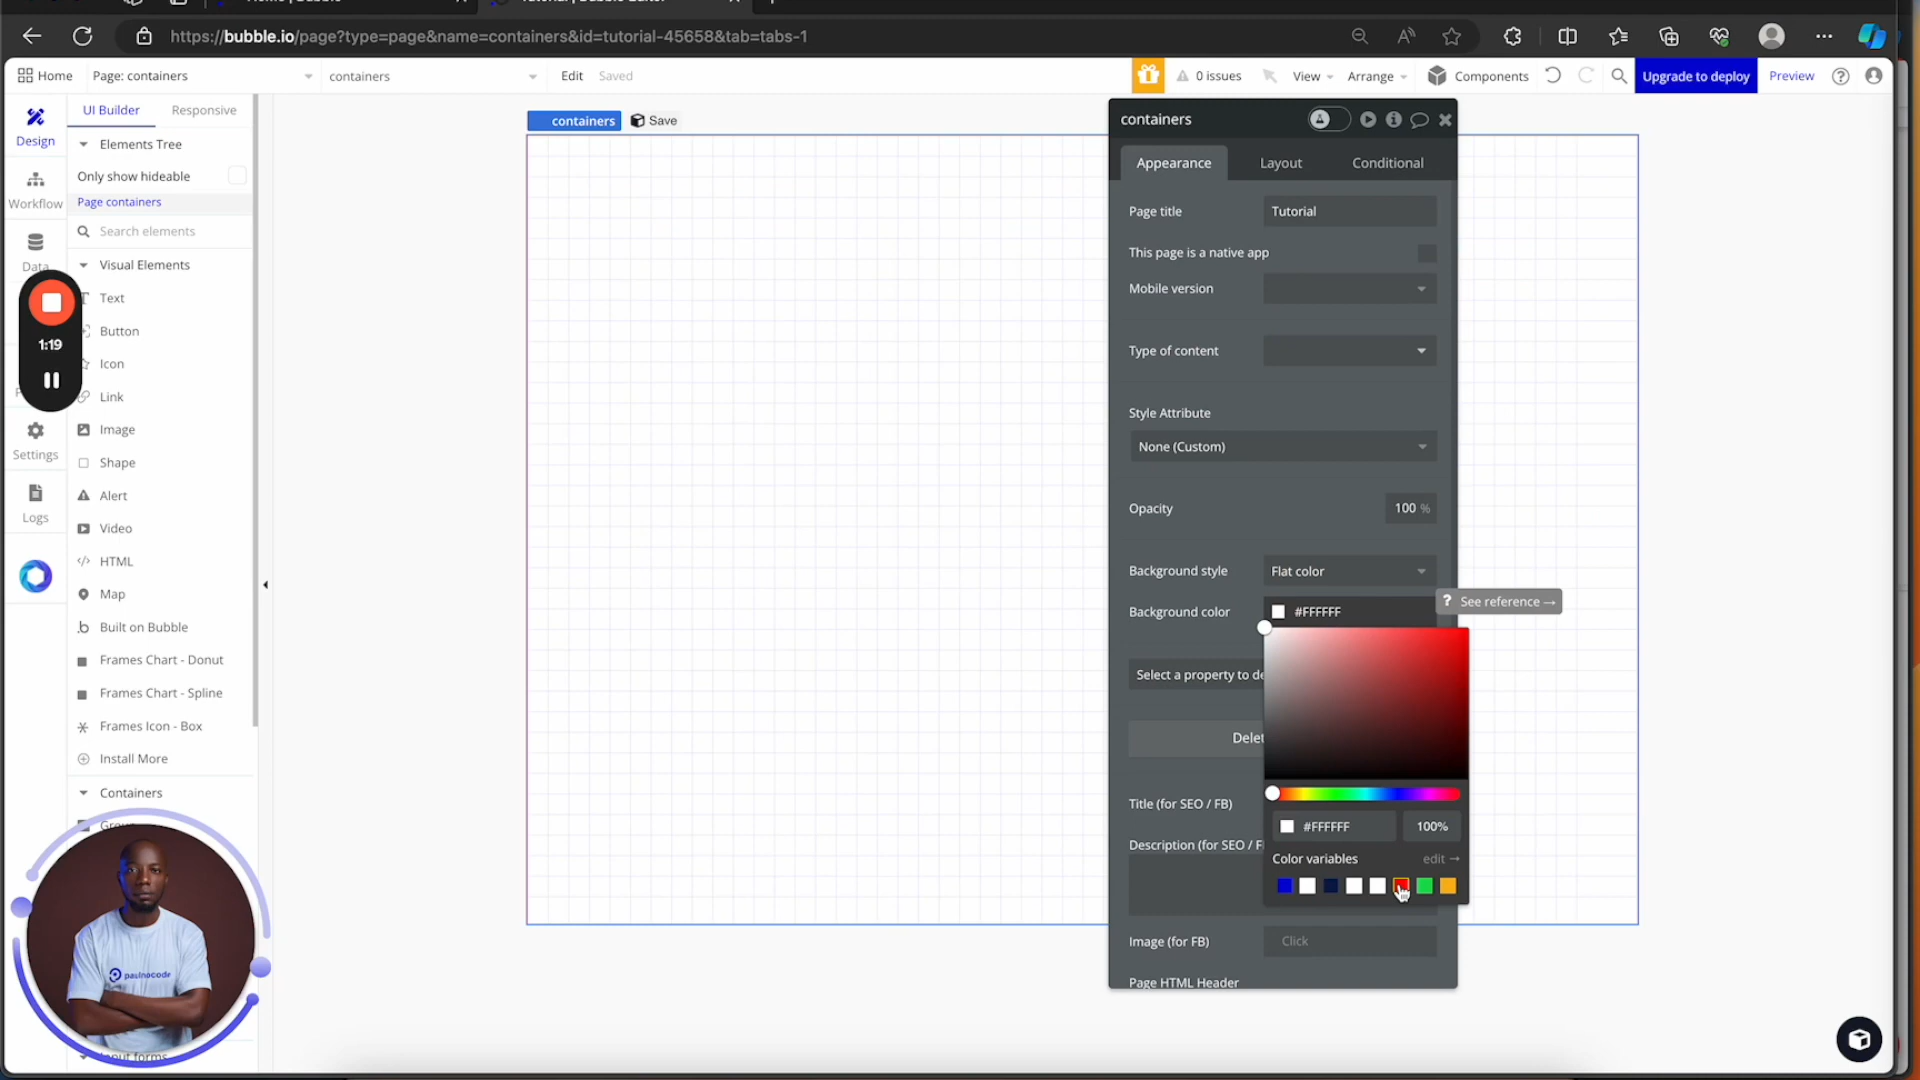 https://bubble.io/page?type=page&name=containers&id=tutorial-45658&tab=tabs-1
Home
Page: containers
containers
Edit
Saved
0 issues
View
Arrange
Components
Upgrade to deploy
Preview
UI Builder
Responsive
Design
Elements Tree
Only show hideable
Page containers
Workflow
Search elements
Data
Visual Elements
Text
Button
1:19
Icon
Link
Image
Settings
Shape
Alert
Logs
Video
HTML
Map
Built on Bubble
Frames Chart - Donut
Frames Chart - Spline
Frames Icon - Box
Install More
Containers
paulnocode
Input forms
containers
Save
containers
Appearance
Layout
Conditional
Page title
Tutorial
This page is a native app
Mobile version
Type of content
Style Attribute
None (Custom)
Opacity
100 %
Background style
Flat color
Background color
#FFFFFF
? See reference →
Select a property to de
Delet
Title (for SEO / FB)
#FFFFFF
100%
Description (for SEO / F
Color variables
edit →
Image (for FB)
Click
Page HTML Header